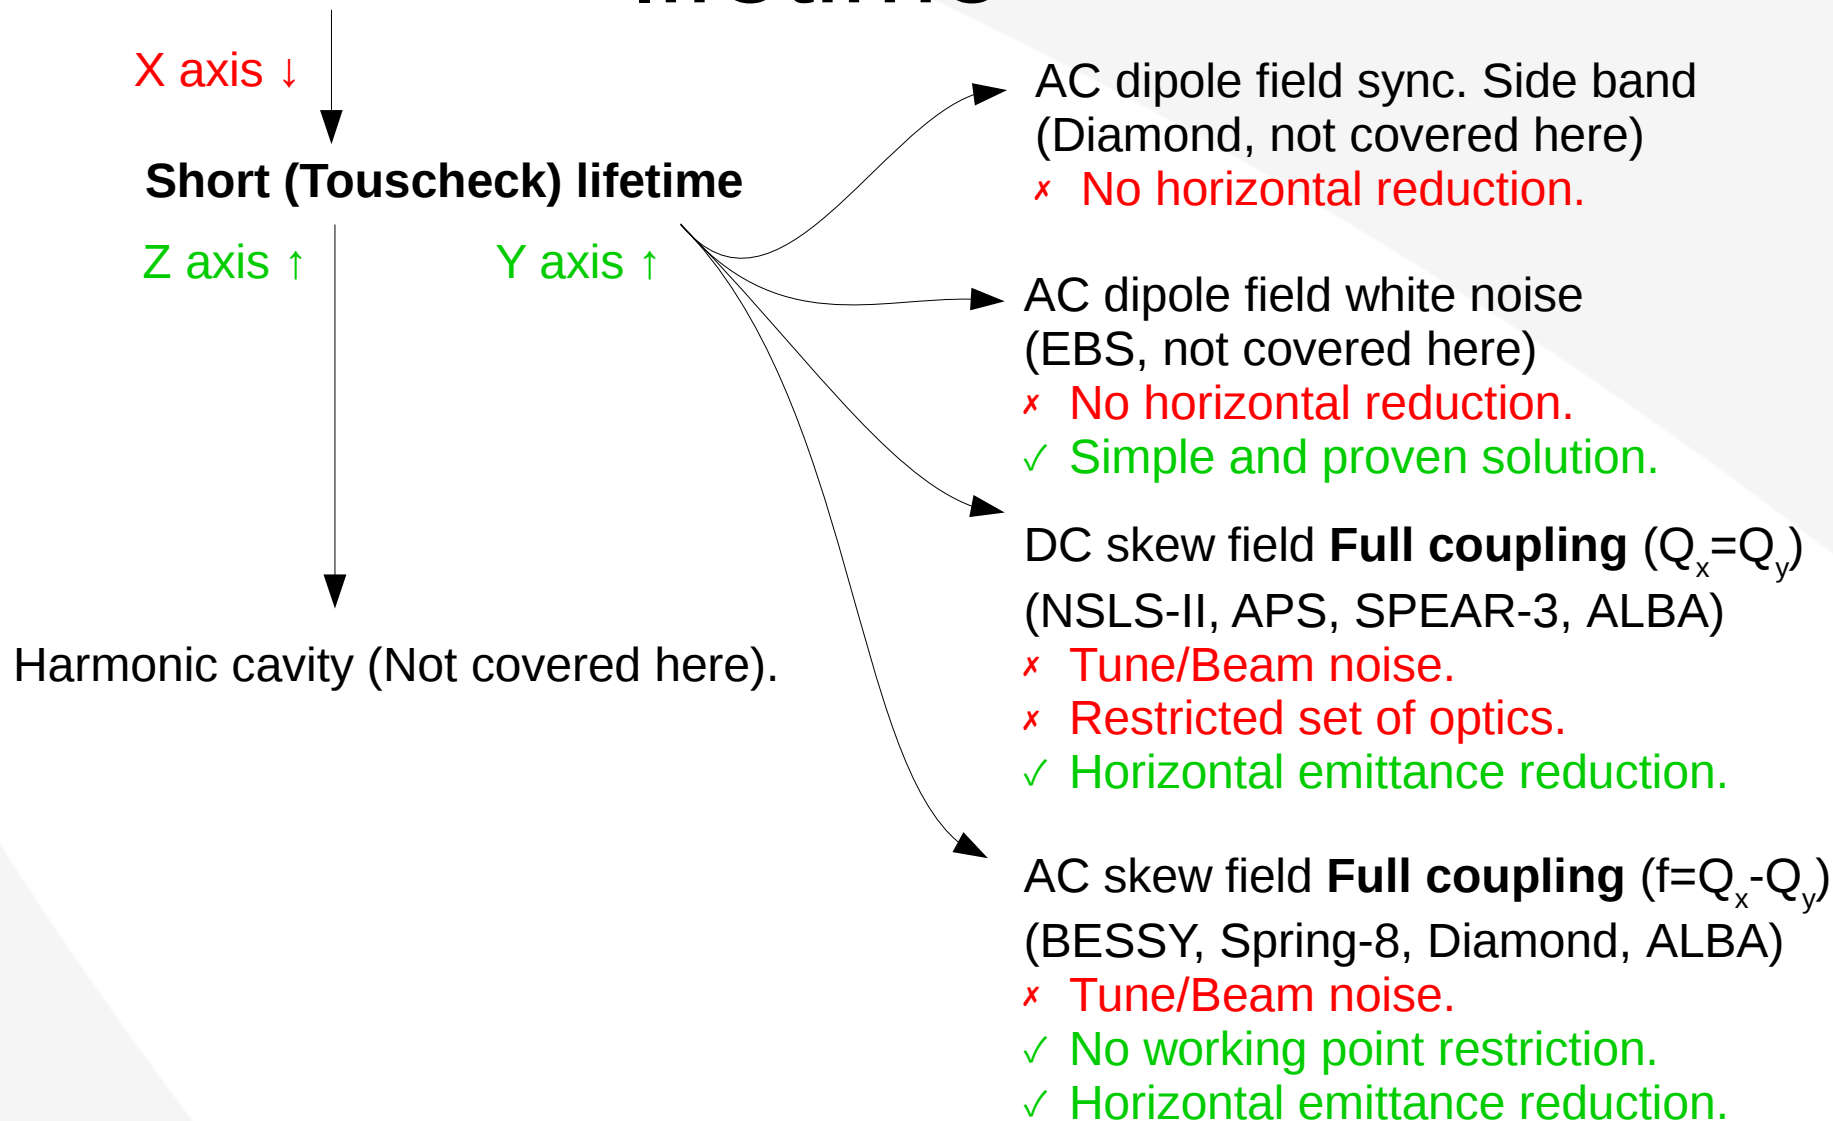 X axis ↓
Short (Touscheck) lifetime
Z axis ↑
Y axis ↑
Harmonic cavity (Not covered here).
AC dipole field sync. Side band
(Diamond, not covered here)
✗ No horizontal reduction.
AC dipole field white noise
(EBS, not covered here)
✗ No horizontal reduction.
✓ Simple and proven solution.
DC skew field Full coupling (Qx=Qy)
(NSLS-II, APS, SPEAR-3, ALBA)
✗ Tune/Beam noise.
✗ Restricted set of optics.
✓ Horizontal emittance reduction.
AC skew field Full coupling (f=Qx-Qy)
(BESSY, Spring-8, Diamond, ALBA)
✗ Tune/Beam noise.
✓ No working point restriction.
✓ Horizontal emittance reduction.